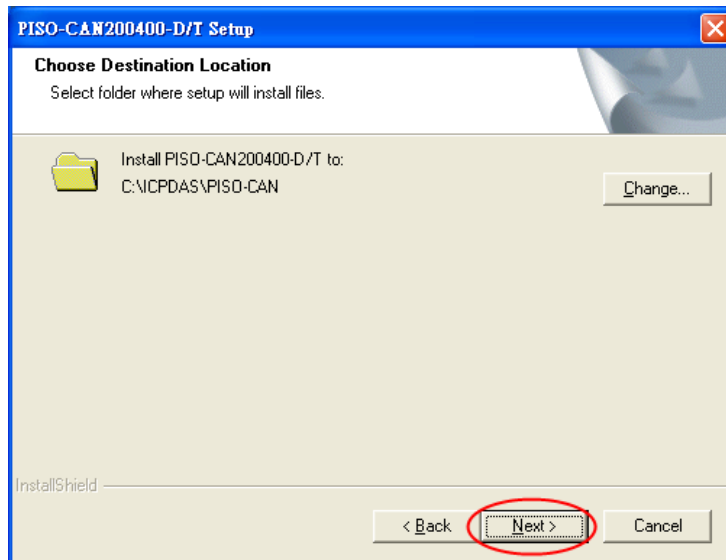 PISO-CAN200400-D/T Setup
Choose Destination Location
Select folder where setup will install files.
Install PISO-CAN200400-D/T to:
C:\ICPDAS\PISO-CAN
Change...
InstallShield
< Back
Next >
Cancel